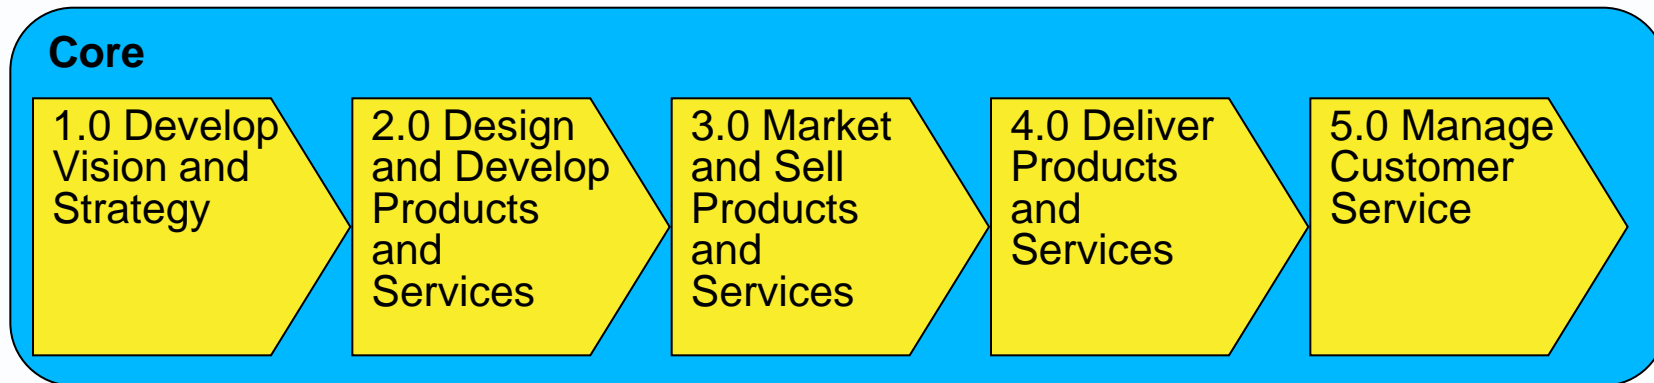 Core
1.0 Develop
Vision and
Strategy
2.0 Design
and Develop
Products
and
Services
3.0 Market
and Sell
Products
and
Services
4.0 Deliver
Products
and
Services
5.0 Manage
Customer
Service